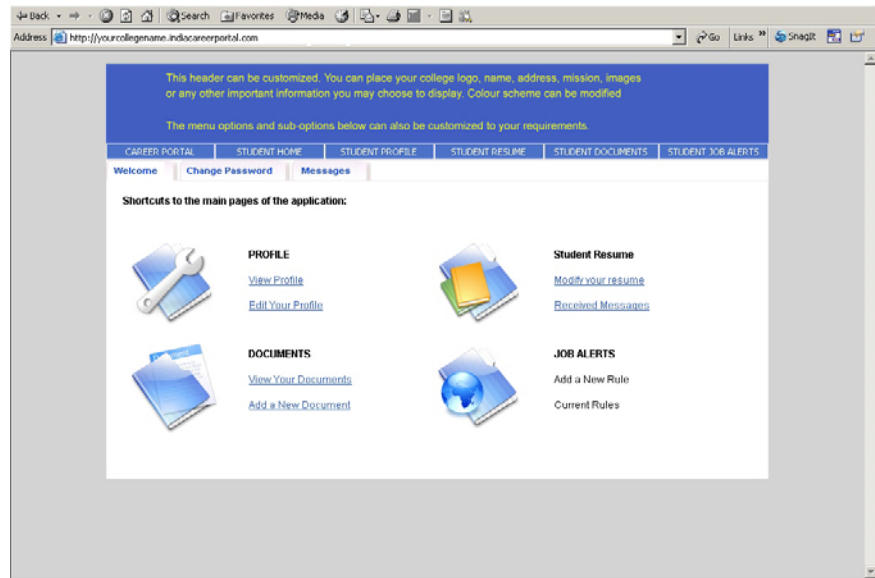 Back Search Favorites Media
Address http://yourcollegename.indiacareerportal.com Go Links » SnagIt
This header can be customized. You can place your college logo, name, address, mission, images
or any other important information you may choose to display. Colour scheme can be modified
The menu options and sub-options below can also be customized to your requirements.
CAREER PORTAL STUDENT HOME STUDENT PROFILE STUDENT RESUME STUDENT DOCUMENTS STUDENT JOB ALERTS
Welcome Change Password Messages
Shortcuts to the main pages of the application:
PROFILE Student Resume
View Profile Modify your resume
Edit Your Profile Received Messages
DOCUMENTS JOB ALERTS
View Your Documents Add a New Rule
Add a New Document Current Rules